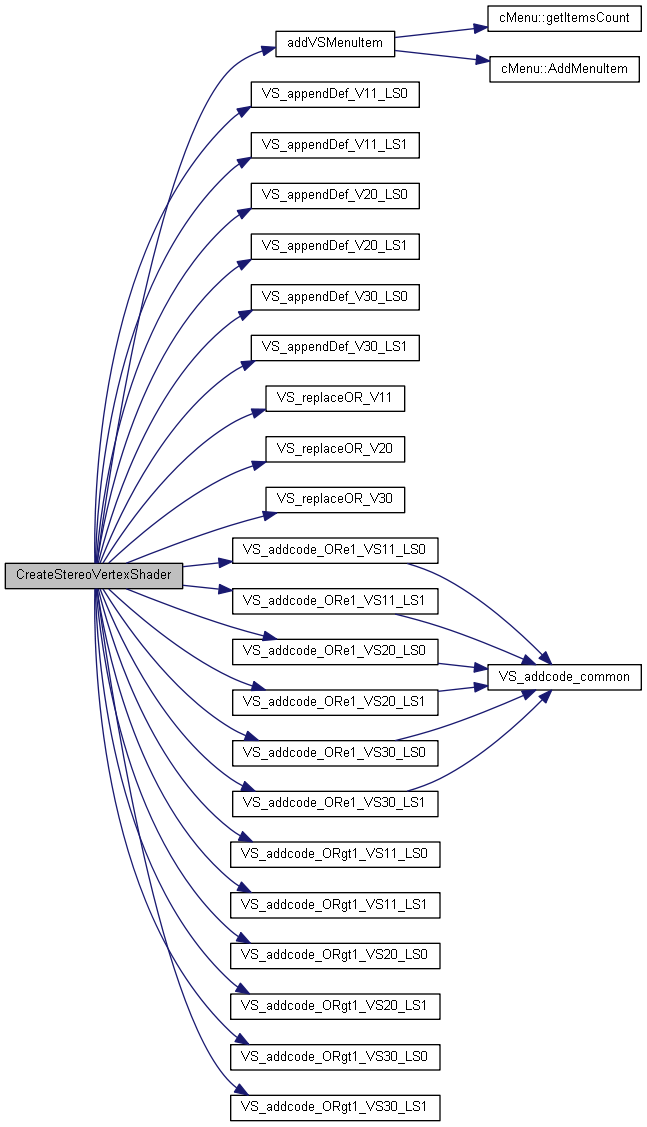 cMenu::getItemsCount
addVSMenuItem
cMenu::AddMenuItem
VS_appendDef_V11_LS0
VS_appendDef_V11_LS1
VS_appendDef_V20_LS0
VS_appendDef_V20_LS1
VS_appendDef_V30_LS0
VS_appendDef_V30_LS1
VS_replaceOR_V11
VS_replaceOR_V20
VS_replaceOR_V30
VS_addcode_ORe1_VS11_LS0
CreateStereoVertexShader
VS_addcode_ORe1_VS11_LS1
VS_addcode_ORe1_VS20_LS0
VS_addcode_common
VS_addcode_ORe1_VS20_LS1
VS_addcode_ORe1_VS30_LS0
VS_addcode_ORe1_VS30_LS1
VS_addcode_ORgt1_VS11_LS0
VS_addcode_ORgt1_VS11_LS1
VS_addcode_ORgt1_VS20_LS0
VS_addcode_ORgt1_VS20_LS1
VS_addcode_ORgt1_VS30_LS0
VS_addcode_ORgt1_VS30_LS1